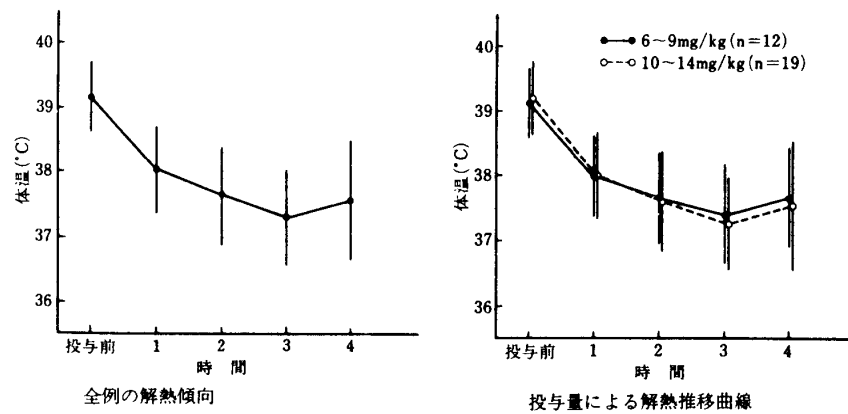 40
39
38
37
36
体温(°C)
投与前 1 2 3 4
時 間
全例の解熱傾向
6~9mg/kg(n=12)
10~14mg/kg(n=19)
40
39
38
37
36
体温(°C)
投与前 1 2 3 4
時 間
投与量による解熱推移曲線